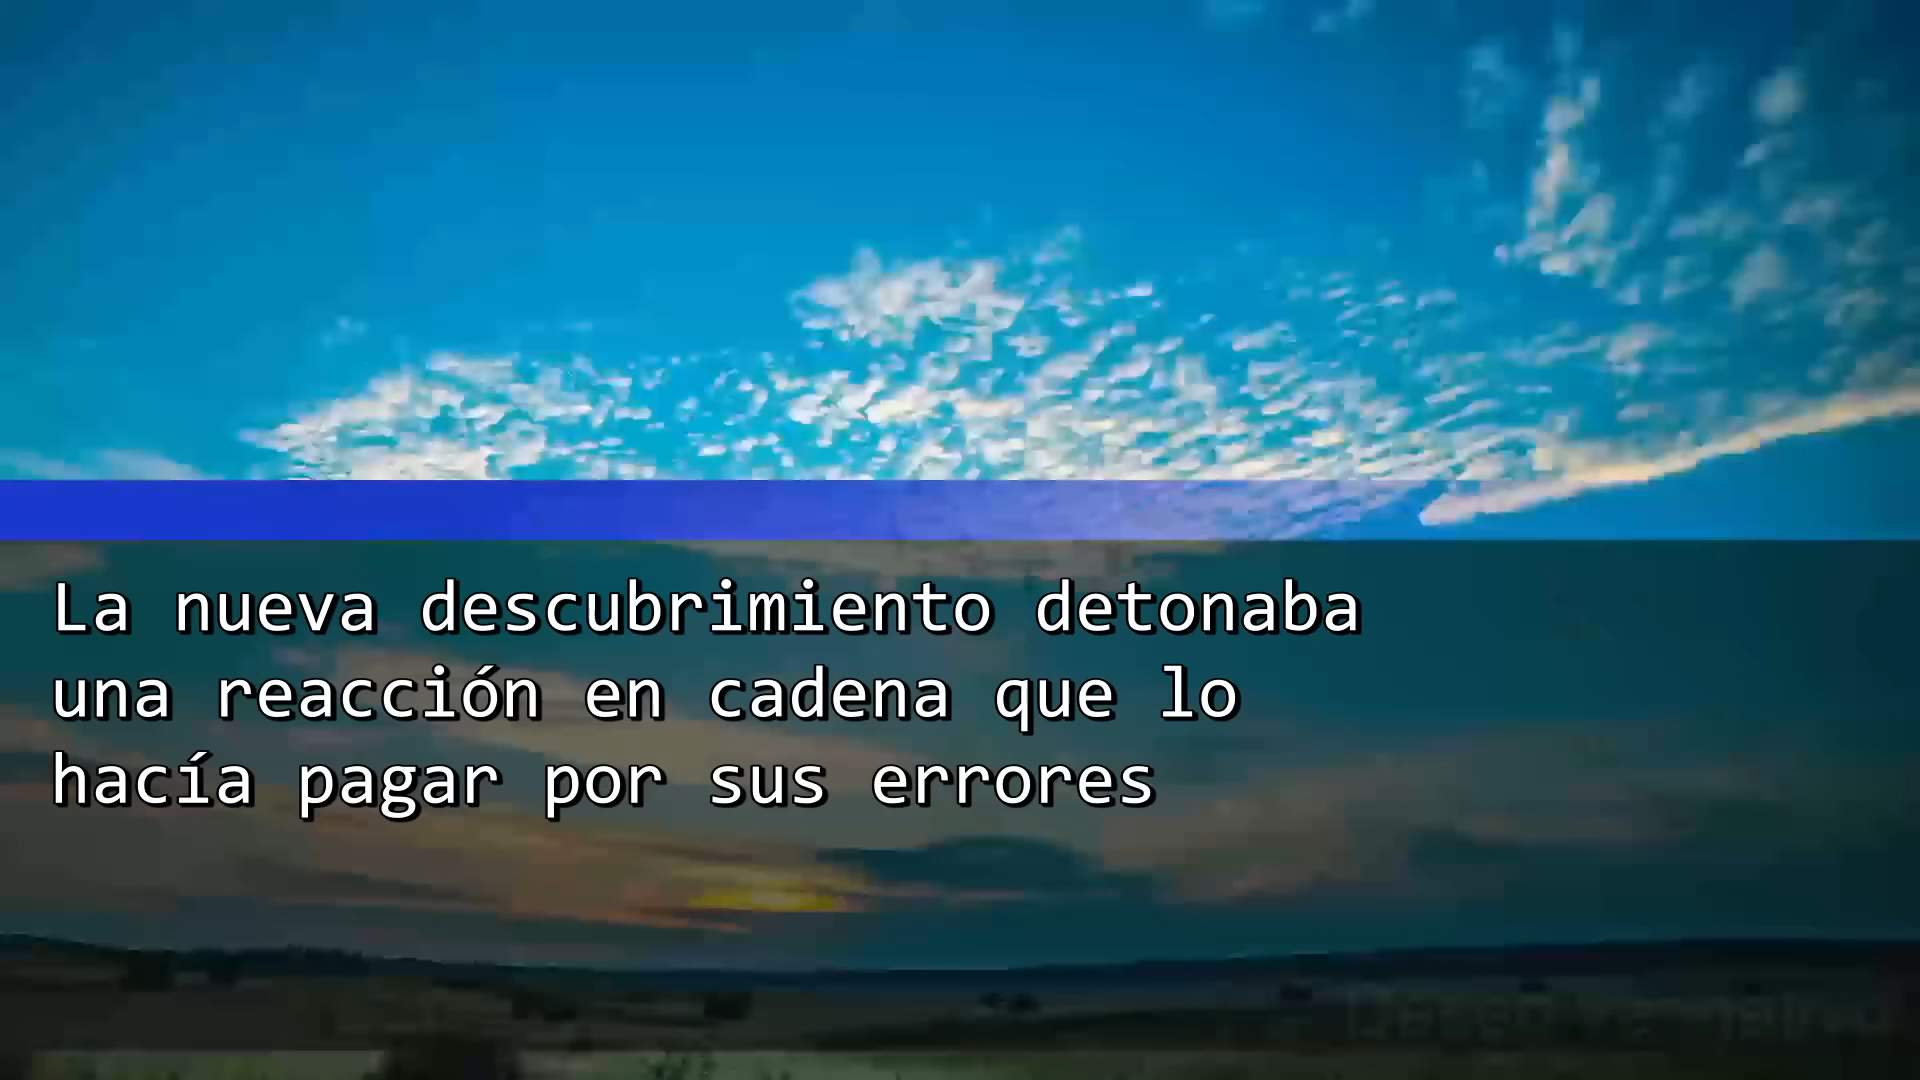 La nueva descubrimiento detonaba
una reacción en cadena que lo
hacía pagar por sus errores